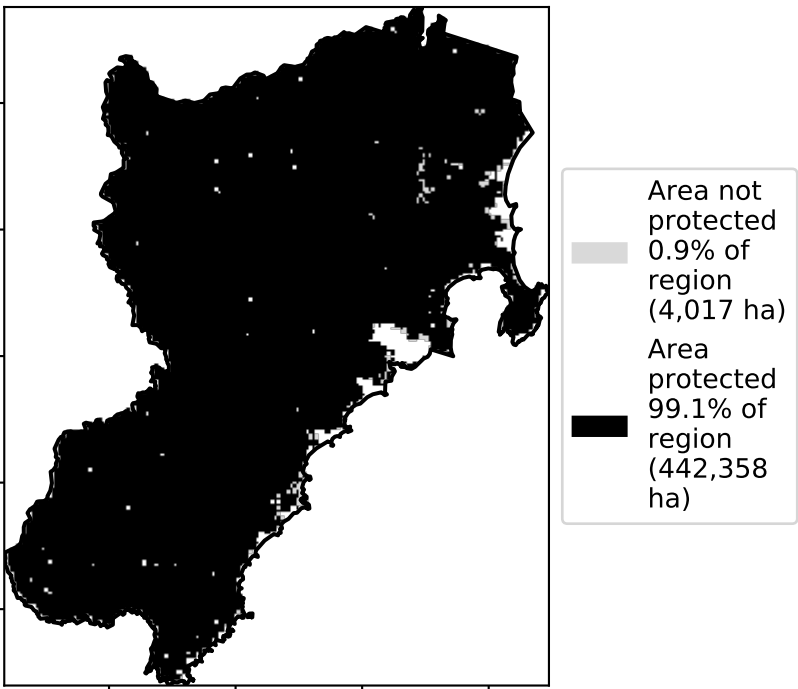 Area not
protected
0.9% of
region
(4,017 ha)
Area
protected
99.1% of
region
(442,358
ha)